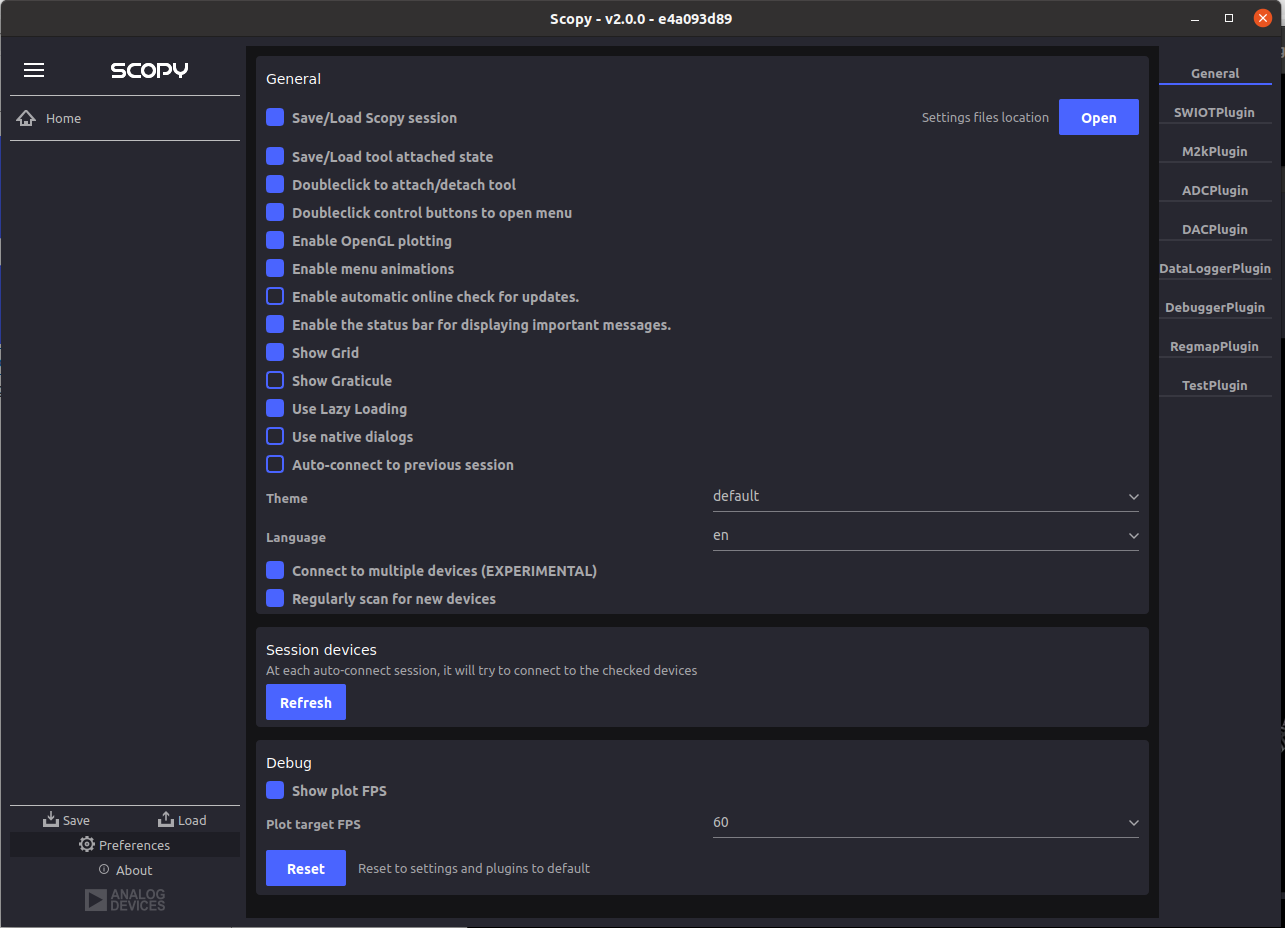 Scopy - v2.0.0 - e4a093d89
SCOPY
Home
General
Save/Load Scopy session
Settings files location
Open
Save/Load tool attached state
Doubleclick to attach/detach tool
Doubleclick control buttons to open menu
Enable OpenGL plotting
Enable menu animations
Enable automatic online check for updates.
Enable the status bar for displaying important messages.
Show Grid
Show Graticule
Use Lazy Loading
Use native dialogs
Auto-connect to previous session
Theme
default
Language
en
Connect to multiple devices (EXPERIMENTAL)
Regularly scan for new devices
Session devices
At each auto-connect session, it will try to connect to the checked devices
Refresh
Debug
Show plot FPS
Plot target FPS
60
Reset
Reset to settings and plugins to default
General
SWIOTPlugin
M2kPlugin
ADCPlugin
DACPlugin
DataLoggerPlugin
DebuggerPlugin
RegmapPlugin
TestPlugin
Save
Load
Preferences
About
ANALOG
DEVICES